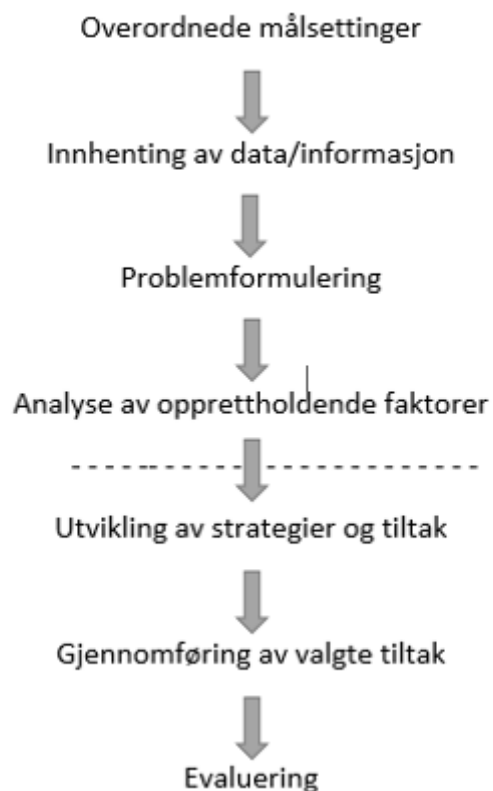 Overordnede målsettinger
Innhenting av data/informasjon
Problemformulering
Analyse av opprettholdende faktorer
Utvikling av strategier og tiltak
Gjennomføring av valgte tiltak
Evaluering